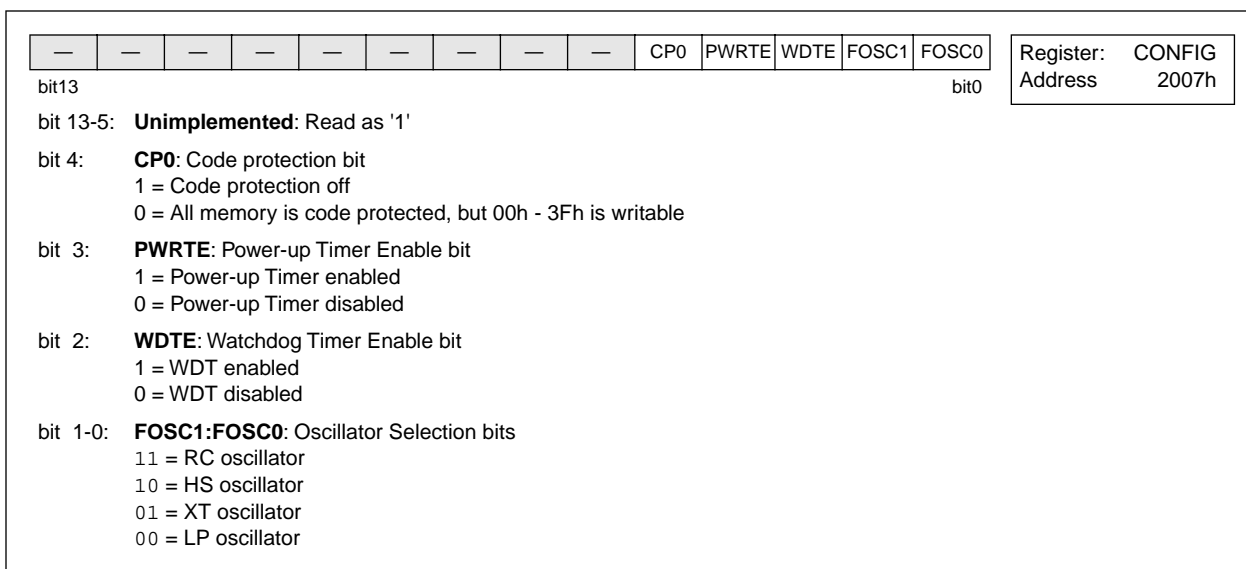 — — — — — — — — — CP0 PWRTE WDTE FOSC1 FOSC0
Register: CONFIG
Address 2007h
bit13 bit0
bit 13-5: Unimplemented: Read as '1'
bit 4: CP0: Code protection bit
1 = Code protection off
0 = All memory is code protected, but 00h - 3Fh is writable
bit 3: PWRTE: Power-up Timer Enable bit
1 = Power-up Timer enabled
0 = Power-up Timer disabled
bit 2: WDTE: Watchdog Timer Enable bit
1 = WDT enabled
0 = WDT disabled
bit 1-0: FOSC1:FOSC0: Oscillator Selection bits
11 = RC oscillator
10 = HS oscillator
01 = XT oscillator
00 = LP oscillator